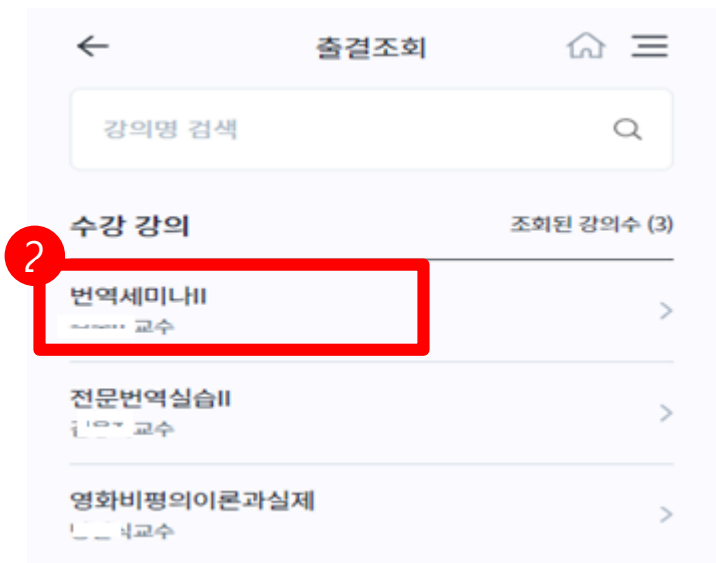 출결조회
강의명 검색
수강 강의
조회된 강의수 (3)
2
번역세미나II
교수
전문번역실습II
교수
영화비평의이론과실제
교수